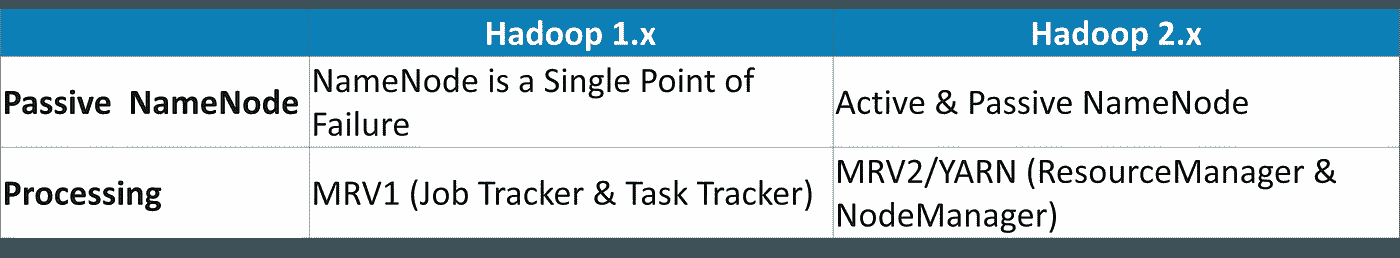 Hadoop 1.x
Hadoop 2.x
Passive NameNode
NameNode is a Single Point of
Failure
Active & Passive NameNode
Processing
MRV1 (Job Tracker & Task Tracker)
MRV2/YARN (ResourceManager &
NodeManager)